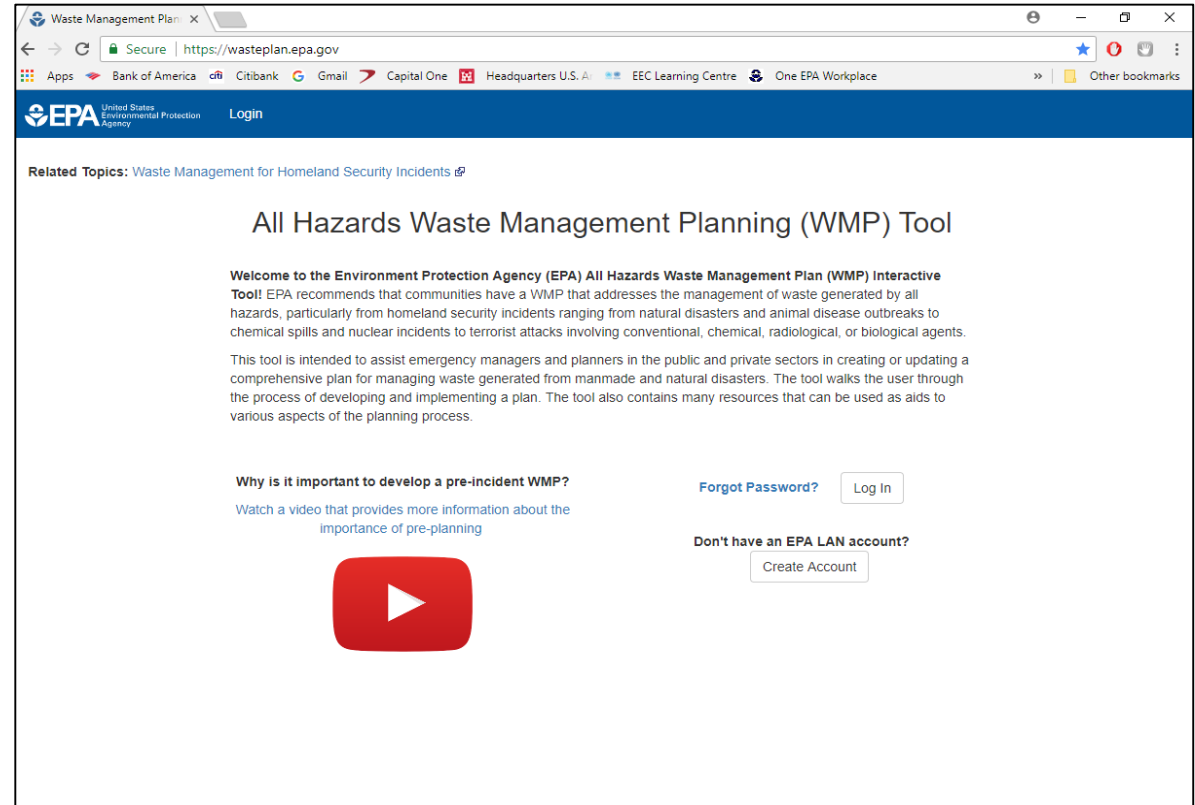 Waste Management Plan
Secure | https://wasteplan.epa.gov
Apps Bank of America citi Citibank G Gmail Capital One Headquarters U.S. A EEC Learning Centre One EPA Workplace » Other bookmarks
EPA United States Environmental Protection Agency Login
Related Topics: Waste Management for Homeland Security Incidents
All Hazards Waste Management Planning (WMP) Tool
Welcome to the Environment Protection Agency (EPA) All Hazards Waste Management Plan (WMP) Interactive
Tool! EPA recommends that communities have a WMP that addresses the management of waste generated by all
hazards, particularly from homeland security incidents ranging from natural disasters and animal disease outbreaks to
chemical spills and nuclear incidents to terrorist attacks involving conventional, chemical, radiological, or biological agents.
This tool is intended to assist emergency managers and planners in the public and private sectors in creating or updating a
comprehensive plan for managing waste generated from manmade and natural disasters. The tool walks the user through
the process of developing and implementing a plan. The tool also contains many resources that can be used as aids to
various aspects of the planning process.
Why is it important to develop a pre-incident WMP?
Watch a video that provides more information about the
importance of pre-planning
Forgot Password? Log In
Don't have an EPA LAN account?
Create Account